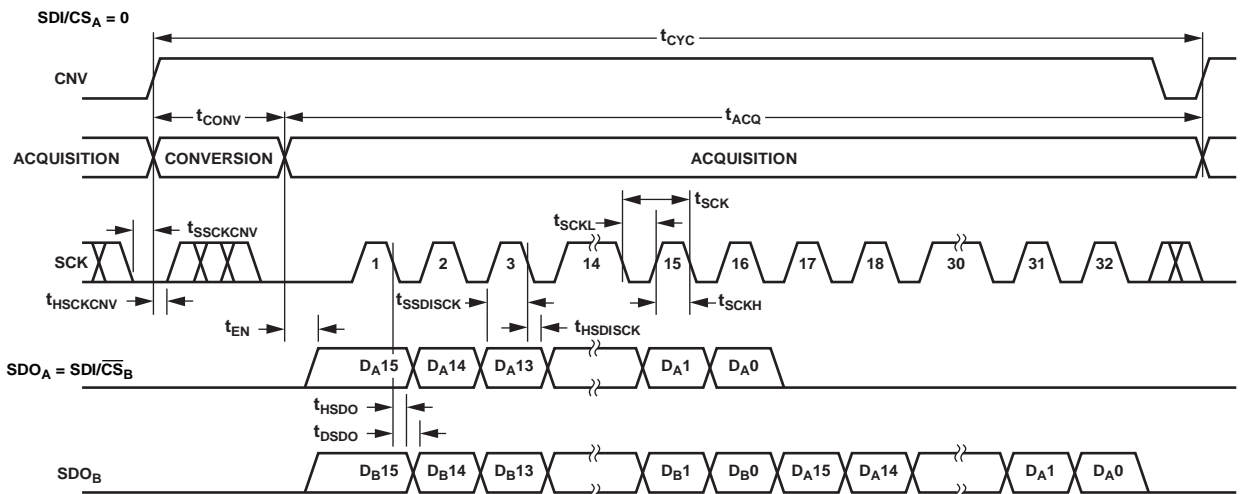 SDI/CSA = 0
tCYC
CNV
tCONV
tACQ
ACQUISITION
CONVERSION
ACQUISITION
tSCK
tSCKL
tSSCKCNV
SCK
1
2
3
14
15
16
17
18
30
31
32
tHSCKCNV
tSSDISCK
tSCKH
tEN
tHSDISCK
SDOA = SDI/CSB
DA15
DA14
DA13
DA1
DA0
tHSDO
tDSDO
SDOB
DB15
DB14
DB13
DB1
DB0
DA15
DA14
DA1
DA0